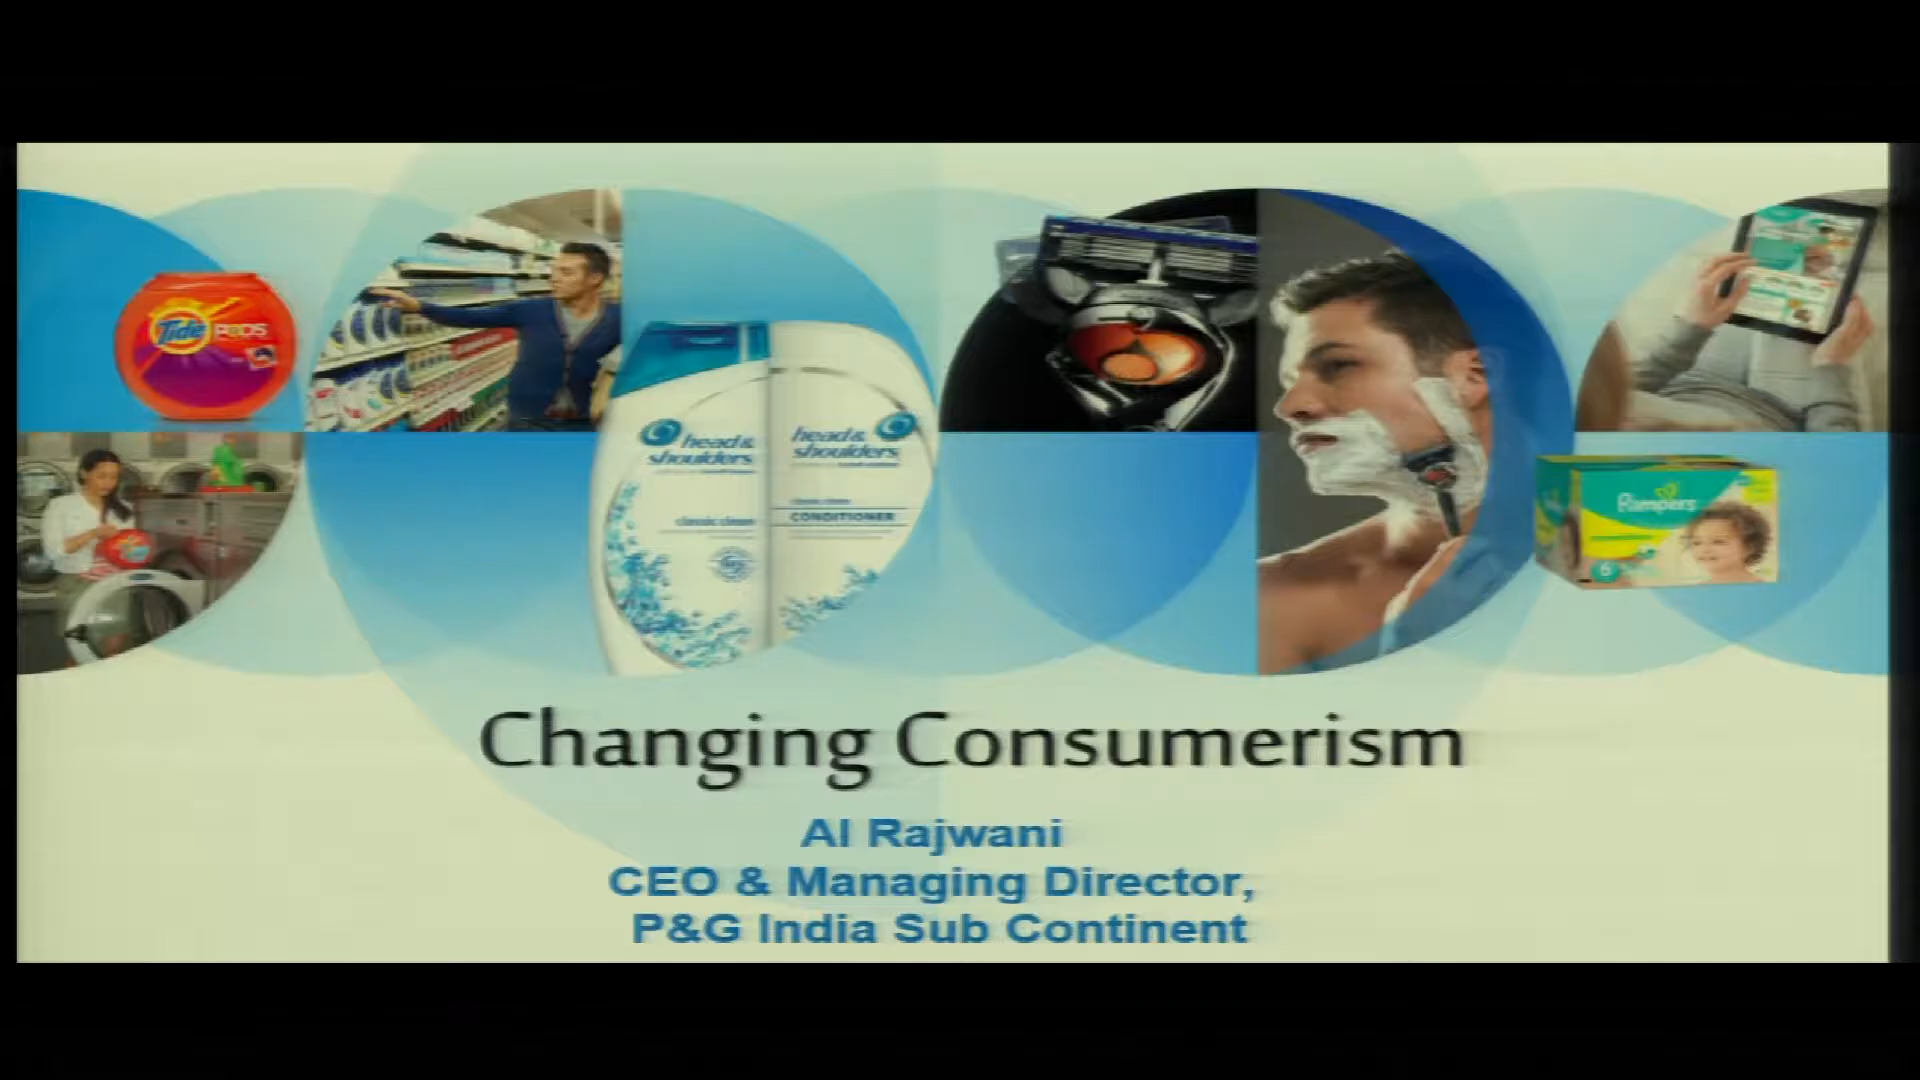 Tide PODS
head & shoulders
classic clean
head & shoulders
CONDITIONER
Pampers
6
Changing Consumerism
Al Rajwani
CEO & Managing Director,
P&G India Sub Continent